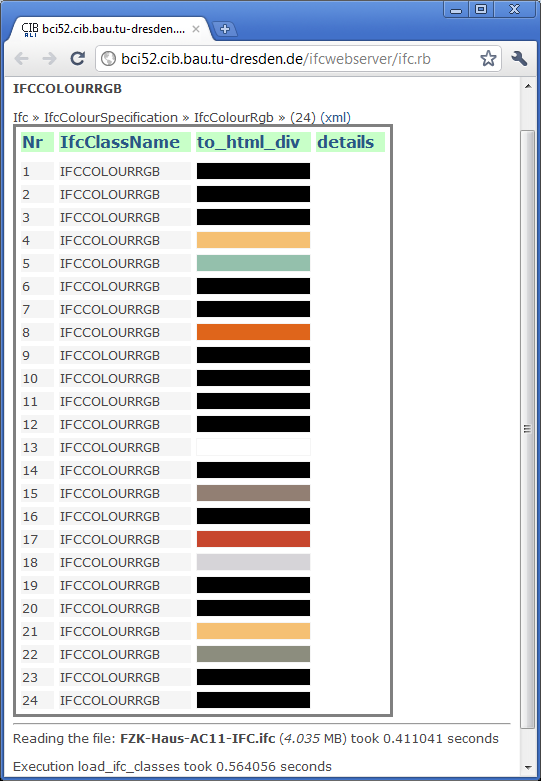 CIB ALI bci52.cib.bau.tu-dresden....
bci52.cib.bau.tu-dresden.de/ifcwebserver/ifc.rb
IFCCOLOURRGB
Ifc » IfcColourSpecification » IfcColourRgb » (24) (xml)
Nr IfcClassName to_html_div details
1 IFCCOLOURRGB
2 IFCCOLOURRGB
3 IFCCOLOURRGB
4 IFCCOLOURRGB
5 IFCCOLOURRGB
6 IFCCOLOURRGB
7 IFCCOLOURRGB
8 IFCCOLOURRGB
9 IFCCOLOURRGB
10 IFCCOLOURRGB
11 IFCCOLOURRGB
12 IFCCOLOURRGB
13 IFCCOLOURRGB
14 IFCCOLOURRGB
15 IFCCOLOURRGB
16 IFCCOLOURRGB
17 IFCCOLOURRGB
18 IFCCOLOURRGB
19 IFCCOLOURRGB
20 IFCCOLOURRGB
21 IFCCOLOURRGB
22 IFCCOLOURRGB
23 IFCCOLOURRGB
24 IFCCOLOURRGB
Reading the file: FZK-Haus-AC11-IFC.ifc (4.035 MB) took 0.411041 seconds
Execution load_ifc_classes took 0.564056 seconds